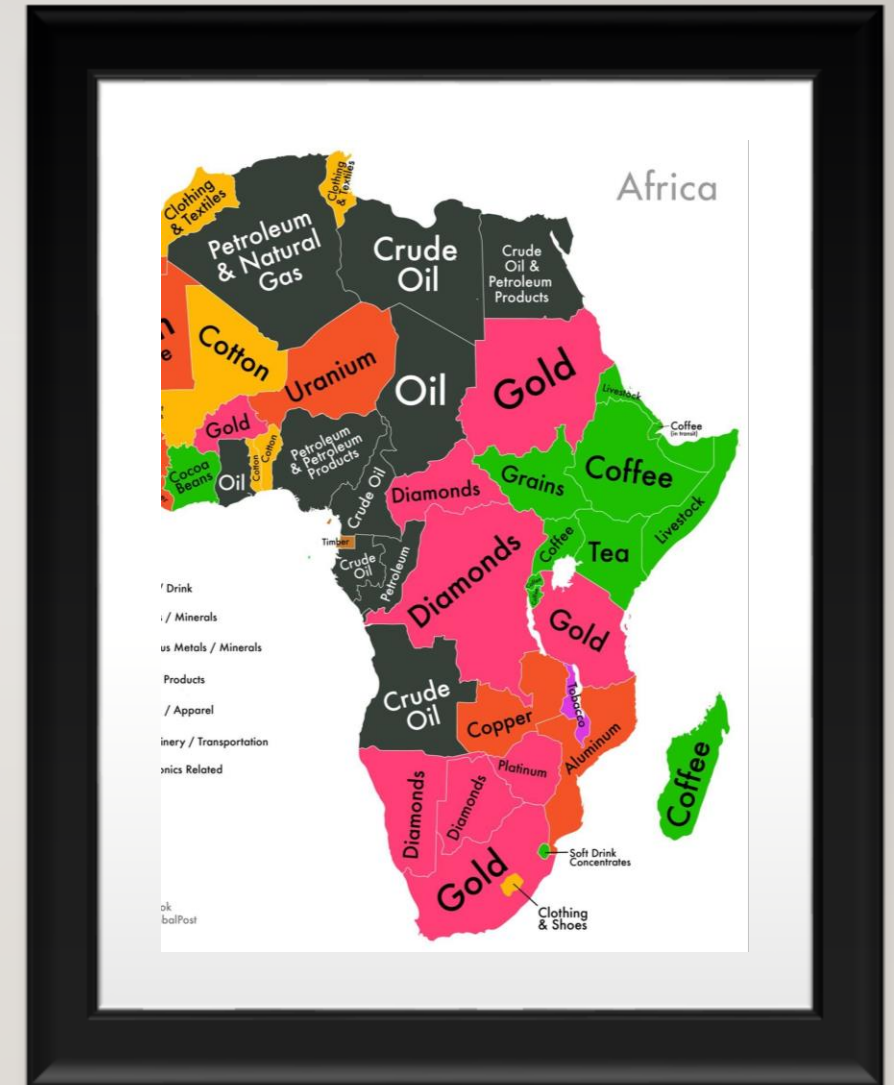 Africa
Clothing
& Textiles
Clothing
& Textiles
Petroleum
& Natural
Gas
Crude
Oil
Crude
Oil &
Petroleum
Products
n
e
Cotton
Uranium
Oil
Gold
Livestock
Coffee
(in transit)
Gold
Cocoa
Beans
Oil
Cotton
Cotton
Petroleum
& Petroleum
Products
Crude Oil
Diamonds
Grains
Coffee
Livestock
Timber
Crude
Oil
Petroleum
Diamonds
Coffee
Tea
Gold
/ Drink
/ Minerals
us Metals / Minerals
Products
/ Apparel
inery / Transportation
onics Related
Crude
Oil
Copper
Tobacco
Aluminum
Diamonds
Diamonds
Platinum
Coffee
Gold
Soft Drink
Concentrates
Clothing
& Shoes
ok
balPost